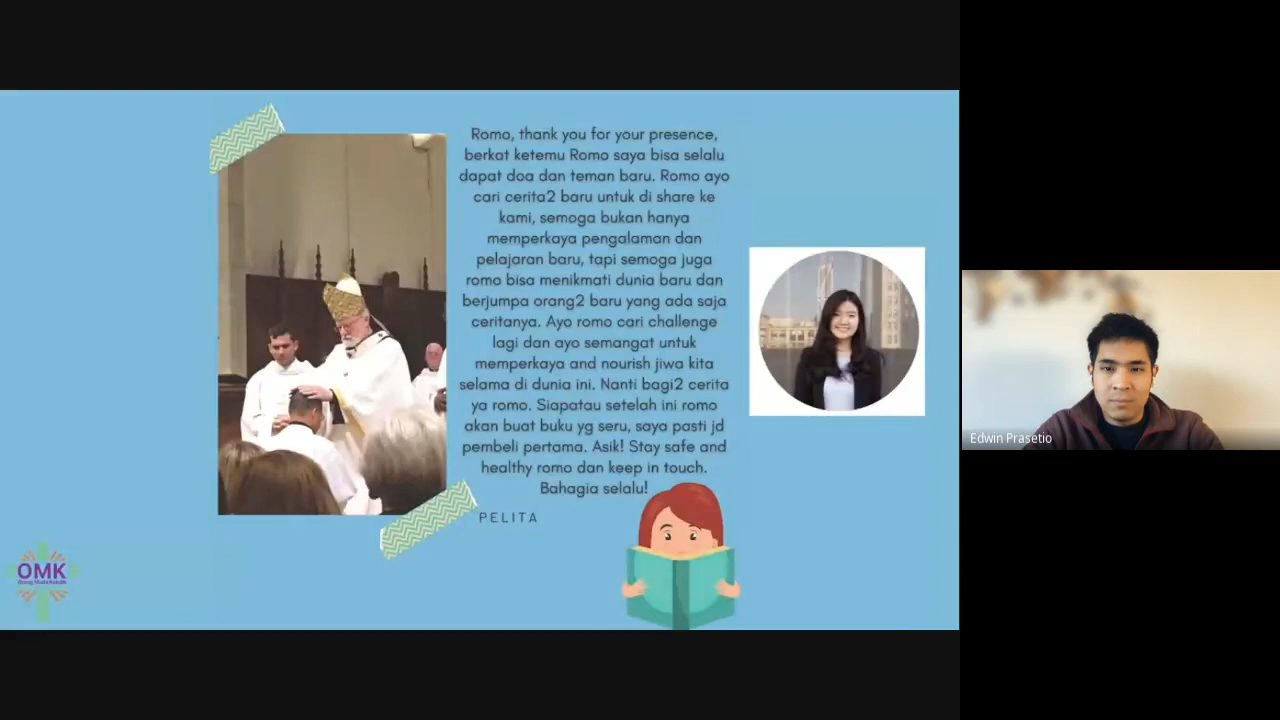 Romo, thank you for your presence,
berkat ketemu Romo saya bisa selalu
dapat doa dan teman baru. Romo ayo
cari cerita2 baru untuk di share ke
kami, semoga bukan hanya
memperkaya pengalaman dan
pelajaran baru, tapi semoga juga
romo bisa menikmati dunia baru dan
berjumpa orang2 baru yang ada saja
ceritanya. Ayo romo cari challenge
lagi dan ayo semangat untuk
memperkaya and nourish jiwa kita
selama di dunia ini. Nanti bagi2 cerita
ya romo. Siapatau setelah ini romo
akan buat buku yg seru, saya pasti jd
pembeli pertama. Asik! Stay safe and
healthy romo dan keep in touch.
Bahagia selalu!
PELITA
OMK
Orang Muda Katolik
Edwin Prasetio